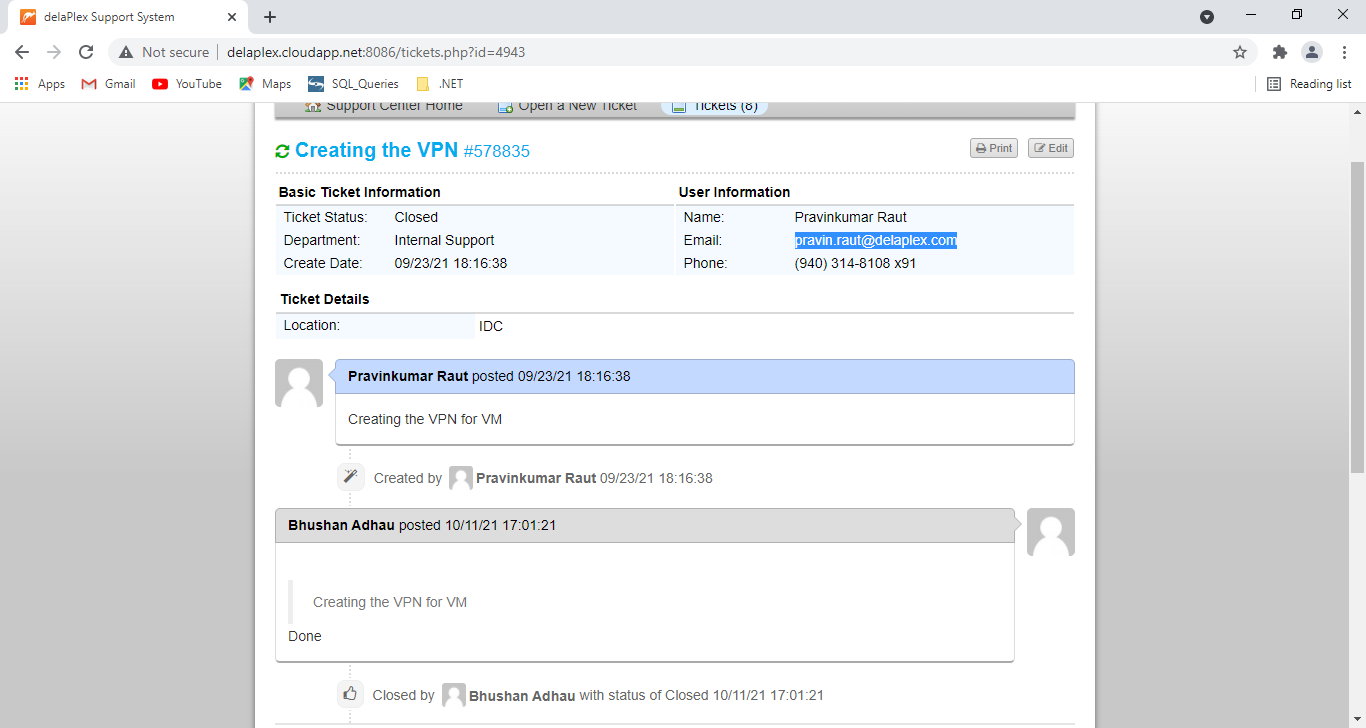 delaPlex Support System
Not secure delaplex.cloudapp.net:8086/tickets.php?id=4943
Apps Gmail YouTube Maps SQL_Queries .NET Reading list
Support Center Home Open a New Ticket Tickets (8)
Creating the VPN #578835 Print Edit
Basic Ticket Information User Information
Ticket Status: Closed Name: Pravinkumar Raut
Department: Internal Support Email: pravin.raut@delaplex.com
Create Date: 09/23/21 18:16:38 Phone: (940) 314-8108 x91
Ticket Details
Location: IDC
Pravinkumar Raut posted 09/23/21 18:16:38
Creating the VPN for VM
Created by Pravinkumar Raut 09/23/21 18:16:38
Bhushan Adhau posted 10/11/21 17:01:21
Creating the VPN for VM
Done
Closed by Bhushan Adhau with status of Closed 10/11/21 17:01:21